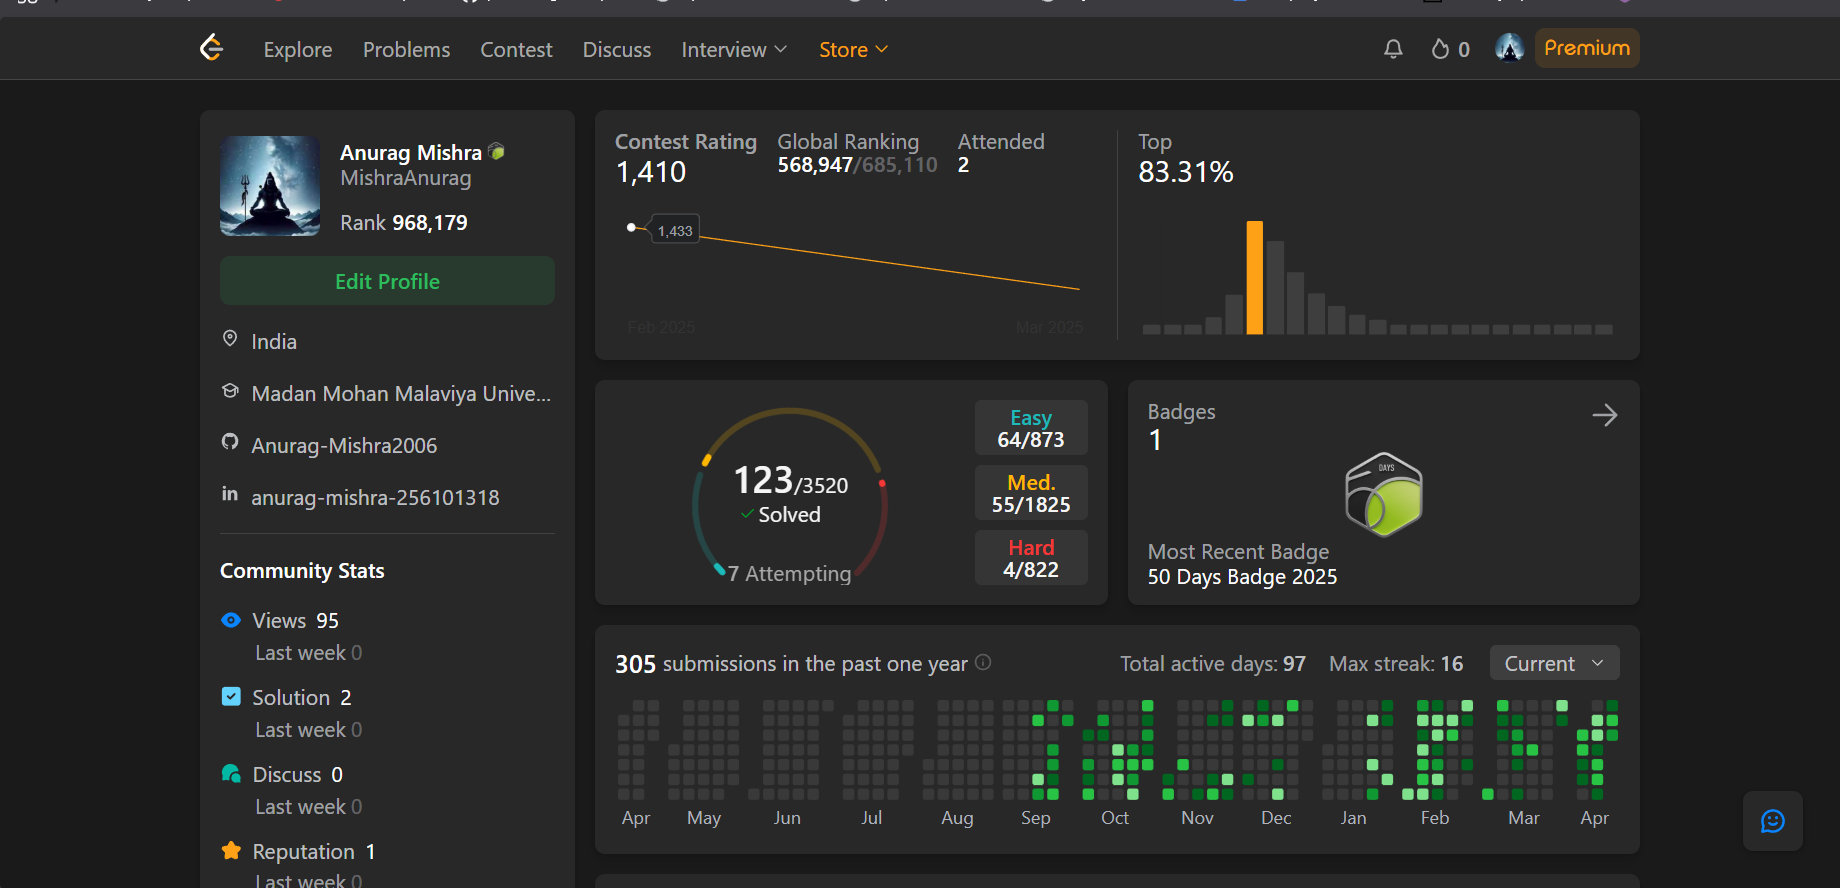 Explore Problems Contest Discuss Interview Store 0 Premium
Anurag Mishra
MishraAnurag
Rank 968,179
Edit Profile
India
Madan Mohan Malaviya Unive...
Anurag-Mishra2006
in anurag-mishra-256101318
Community Stats
Views 95
Last week 0
Solution 2
Last week 0
Discuss 0
Last week 0
Reputation 1
Last week 0
Contest Rating
1,410
Global Ranking
568,947/685,110
Attended
2
1,433
Feb 2025 Mar 2025
Top
83.31%
123/3520
Solved
7 Attempting
Easy
64/873
Med.
55/1825
Hard
4/822
Badges
1
DAYS
Most Recent Badge
50 Days Badge 2025
305 submissions in the past one year
Total active days: 97 Max streak: 16 Current
Apr May Jun Jul Aug Sep Oct Nov Dec Jan Feb Mar Apr